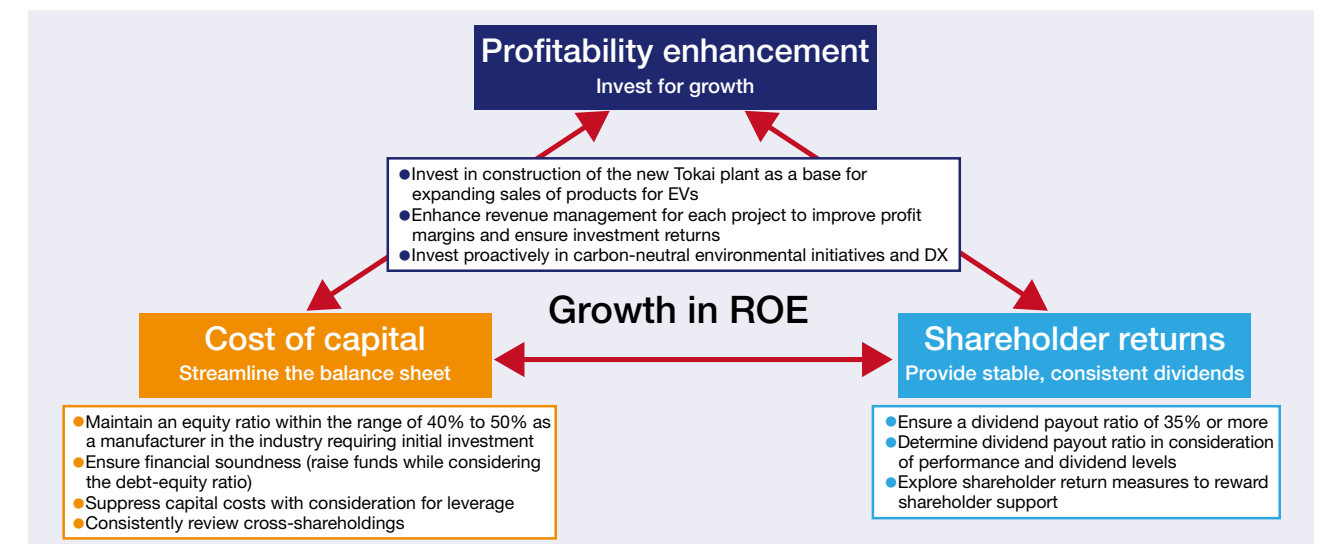 Profitability enhancement
Invest for growth
●Invest in construction of the new Tokai plant as a base for
expanding sales of products for EVs
●Enhance revenue management for each project to improve profit
margins and ensure investment returns
●Invest proactively in carbon-neutral environmental initiatives and DX
Growth in ROE
Cost of capital
Streamline the balance sheet
●Maintain an equity ratio within the range of 40% to 50% as
a manufacturer in the industry requiring initial investment
●Ensure financial soundness (raise funds while considering
the debt-equity ratio)
●Suppress capital costs with consideration for leverage
●Consistently review cross-shareholdings
Shareholder returns
Provide stable, consistent dividends
●Ensure a dividend payout ratio of 35% or more
●Determine dividend payout ratio in consideration
of performance and dividend levels
●Explore shareholder return measures to reward
shareholder support